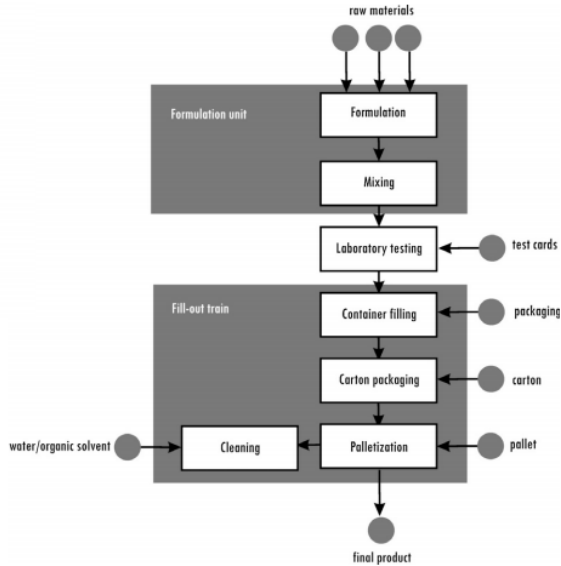 raw materials
Formulation unit
Formulation
Mixing
Laboratory testing
test cards
Fill-out train
Container filling
packaging
Carton packaging
carton
water/organic solvent
Cleaning
Palletization
pallet
final product